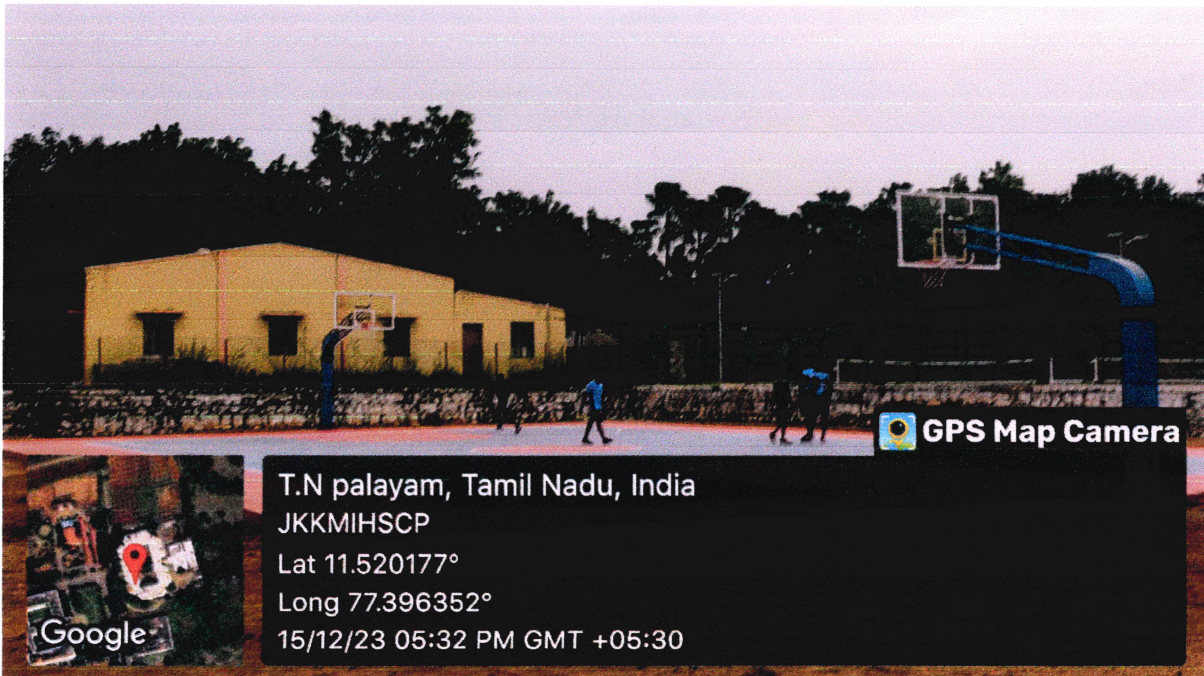 GPS Map Camera
T.N palayam, Tamil Nadu, India
JKKMIHSCP
Lat 11.520177°
Long 77.396352°
15/12/23 05:32 PM GMT +05:30
Google